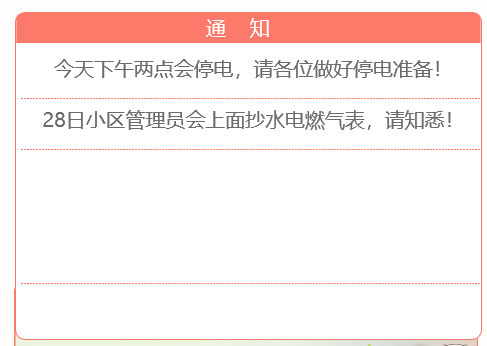 通 知
今天下午两点会停电，请各位做好停电准备！
28日小区管理员会上面抄水电燃气表，请知悉！